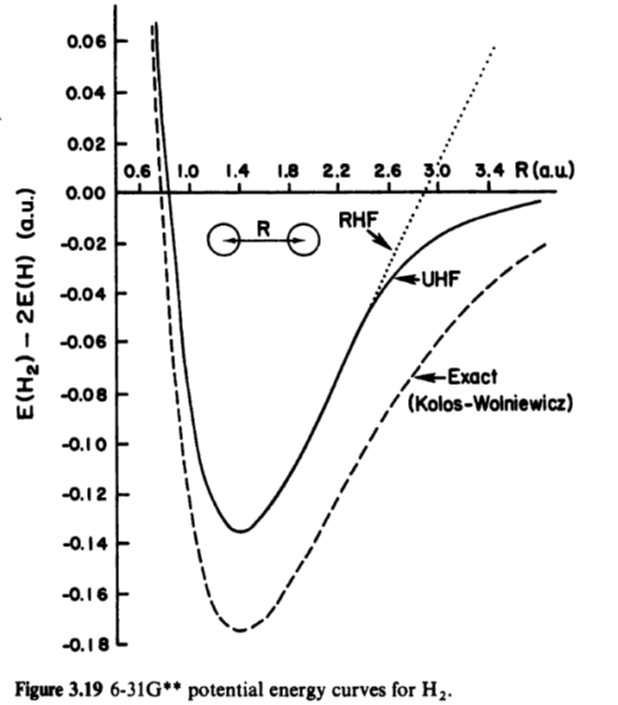 0.06
0.04
0.02
0.6 1.0 1.4 1.8 2.2 2.6 3.0 3.4 R(a.u.)
0.00
R
RHF
-0.02
UHF
-0.04
-0.06
Exact
-0.08
(Kolos-Wolniewicz)
-0.10
-0.12
-0.14
-0.16
-0.18
E(H₂) – 2E(H) (a.u.)
Figure 3.19 6-31G** potential energy curves for H₂.